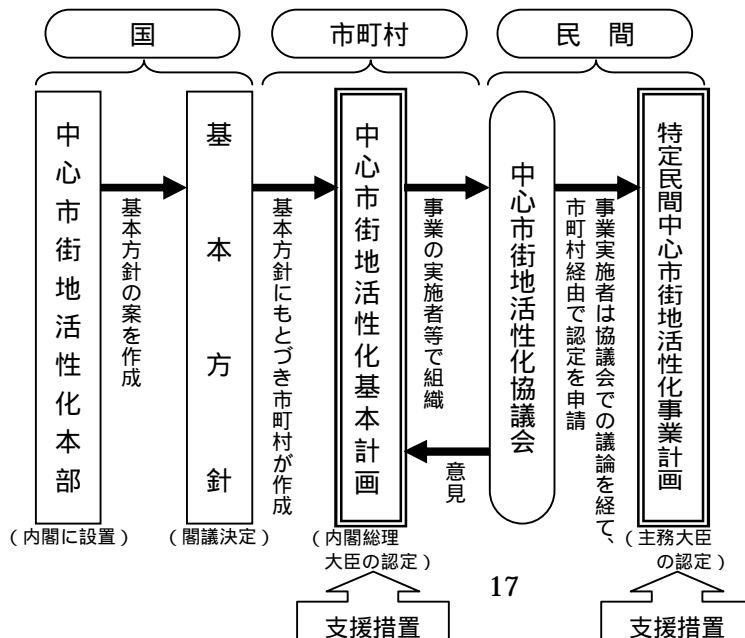 国
市町村
民　間
中心市街地活性化本部
基本方針の案を作成
基本方針
基本方針にもとづき市町村が作成
中心市街地活性化基本計画
事業の実施者等で組織
意見
中心市街地活性化協議会
事業実施者は協議会での議論を経て、
市町村経由で認定を申請
特定民間中心市街地活性化事業計画
（内閣に設置）
（閣議決定）
（内閣総理
大臣の認定）
（主務大臣
の認定）
17
支援措置
支援措置